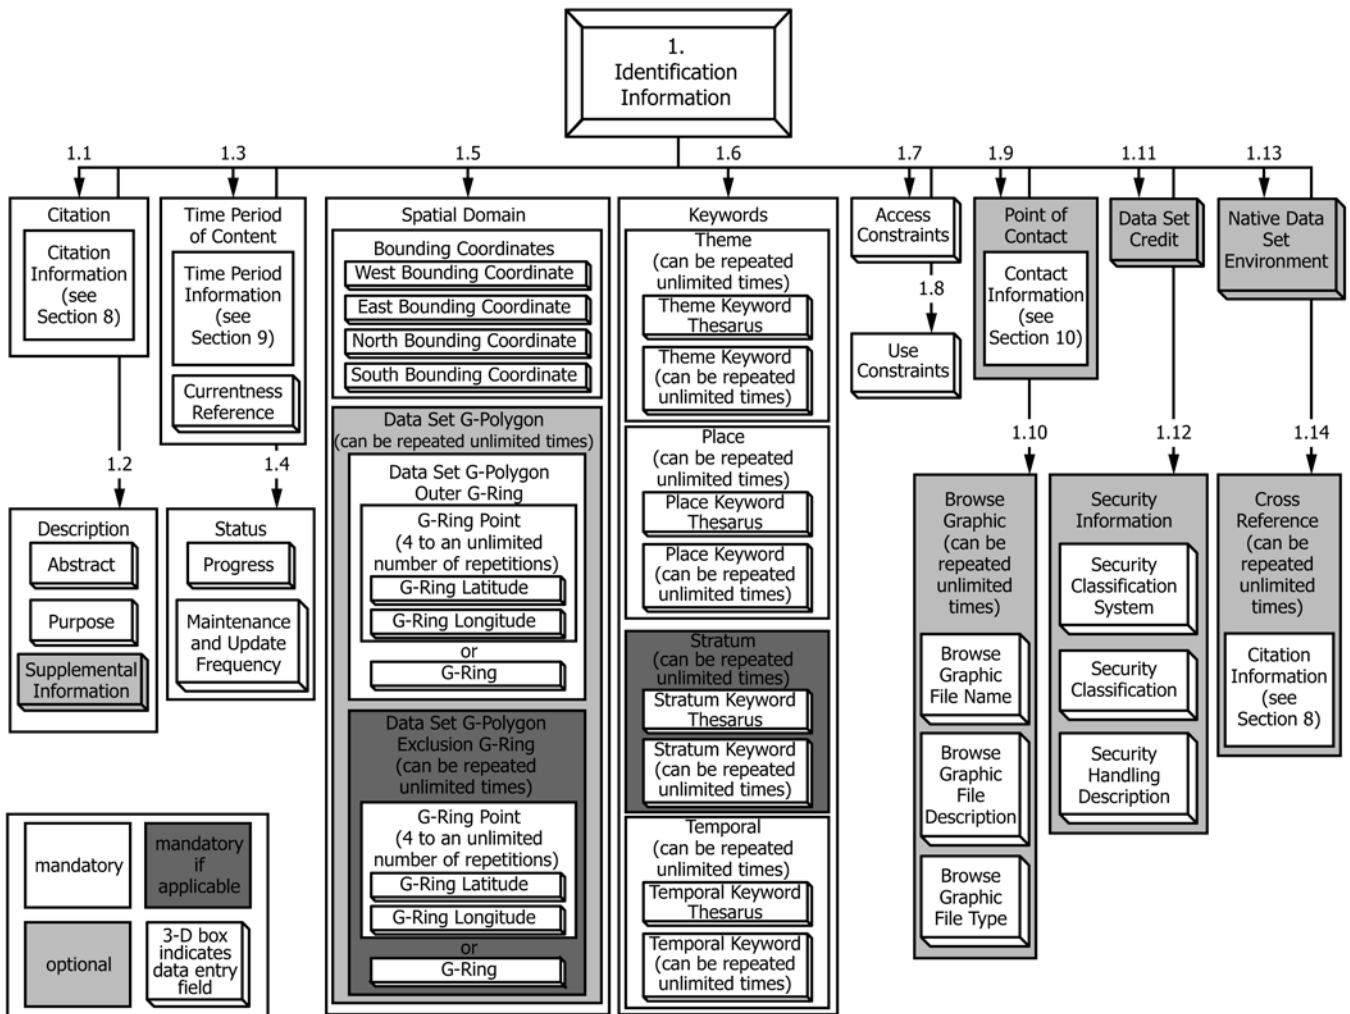 1.
Identification
Information
1.1
1.3
1.5
1.6
1.7
1.9
1.11
1.13
Citation
Citation
Information
(see
Section 8)
1.2
Description
Abstract
Purpose
Supplemental
Information
Time Period
of Content
Time Period
Information
(see
Section 9)
Currentness
Reference
1.4
Status
Progress
Maintenance
and Update
Frequency
Spatial Domain
Bounding Coordinates
West Bounding Coordinate
East Bounding Coordinate
North Bounding Coordinate
South Bounding Coordinate
Data Set G-Polygon
(can be repeated unlimited times)
Data Set G-Polygon
Outer G-Ring
G-Ring Point
(4 to an unlimited
number of repetitions)
G-Ring Latitude
G-Ring Longitude
or
G-Ring
Data Set G-Polygon
Exclusion G-Ring
(can be repeated
unlimited times)
G-Ring Point
(4 to an unlimited
number of repetitions)
G-Ring Latitude
G-Ring Longitude
or
G-Ring
Keywords
Theme
(can be repeated
unlimited times)
Theme Keyword
Thesarus
Theme Keyword
(can be repeated
unlimited times)
Place
(can be repeated
unlimited times)
Place Keyword
Thesarus
Place Keyword
(can be repeated
unlimited times)
Stratum
(can be repeated
unlimited times)
Stratum Keyword
Thesarus
Stratum Keyword
(can be repeated
unlimited times)
Temporal
(can be repeated
unlimited times)
Temporal Keyword
Thesarus
Temporal Keyword
(can be repeated
unlimited times)
Access
Constraints
1.8
Use
Constraints
Point of
Contact
Contact
Information
(see
Section 10)
1.10
Browse
Graphic
(can be
repeated
unlimited
times)
Browse
Graphic
File Name
Browse
Graphic
File
Description
Browse
Graphic
File Type
Data Set
Credit
1.12
Security
Information
Security
Classification
System
Security
Classification
Security
Handling
Description
Native Data
Set
Environment
1.14
Cross
Reference
(can be
repeated
unlimited
times)
Citation
Information
(see
Section 8)
mandatory
mandatory
if
applicable
optional
3-D box
indicates
data entry
field